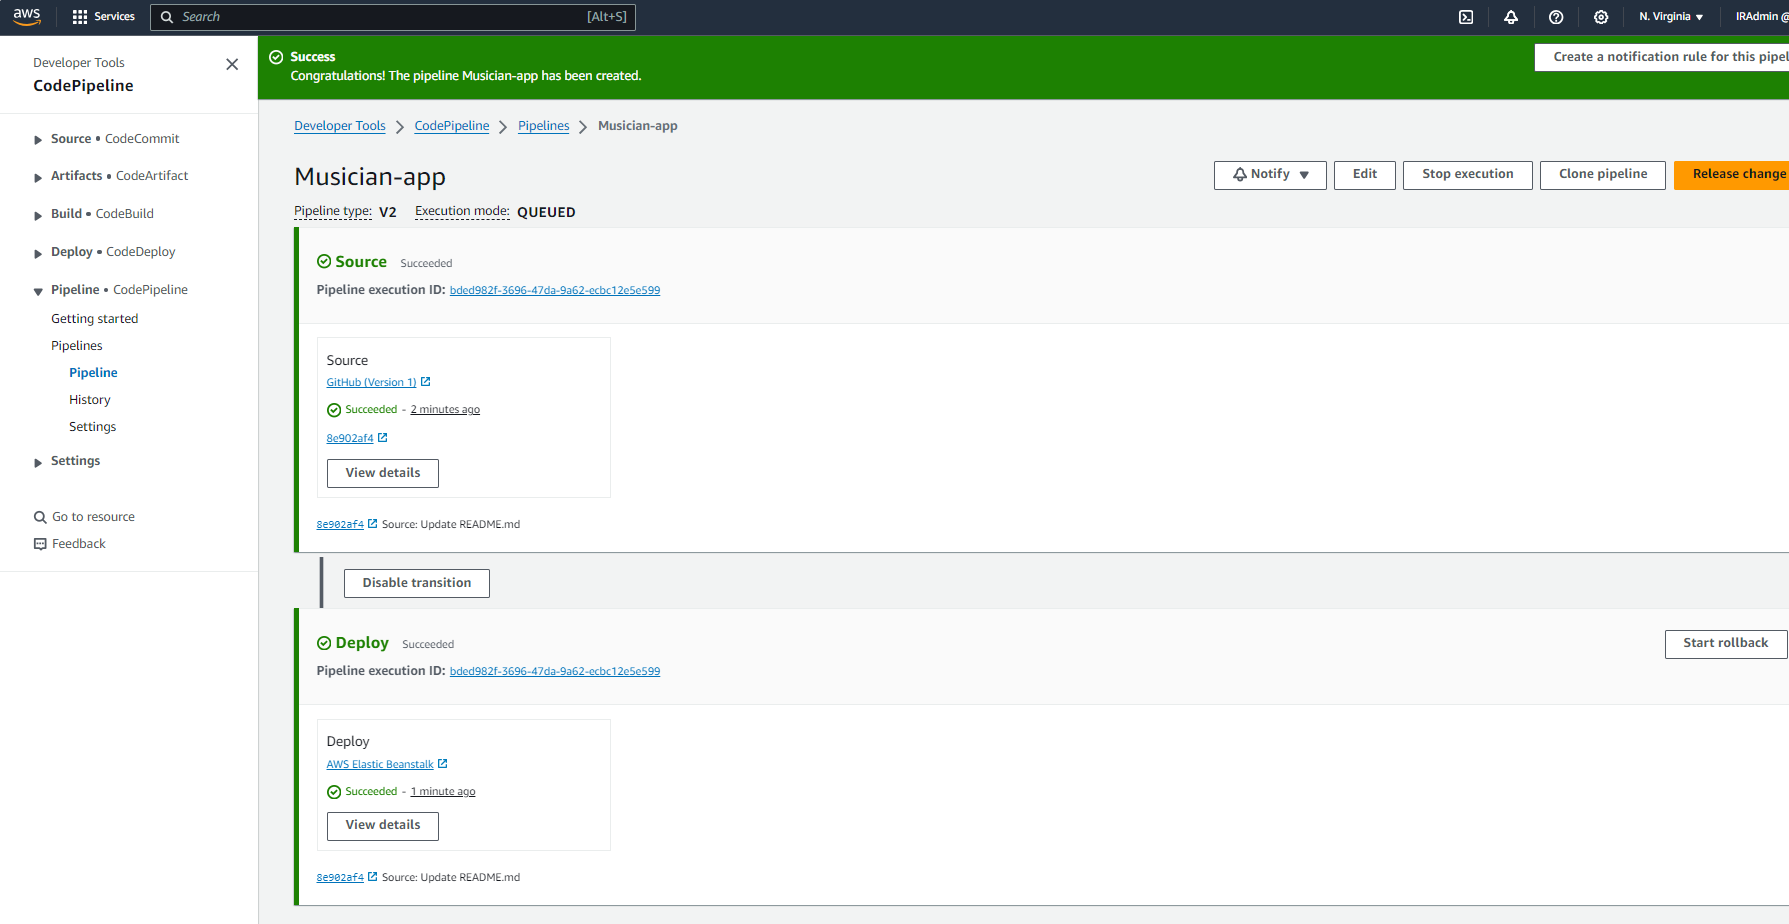 aws Services Search [Alt+S] N. Virginia IRAdmin @
Developer Tools
CodePipeline
Source • CodeCommit
Artifacts • CodeArtifact
Build • CodeBuild
Deploy • CodeDeploy
Pipeline • CodePipeline
Getting started
Pipelines
Pipeline
History
Settings
Settings
Go to resource
Feedback
Success
Congratulations! The pipeline Musician-app has been created.
Create a notification rule for this pipel
Developer Tools CodePipeline Pipelines Musician-app
Musician-app
Notify Edit Stop execution Clone pipeline Release change
Pipeline type: V2 Execution mode: QUEUED
Source Succeeded
Pipeline execution ID: bded982f-3696-47da-9a62-ecbc12e5e599
Source
GitHub (Version 1)
Succeeded - 2 minutes ago
8e902af4
View details
8e902af4 Source: Update README.md
Disable transition
Deploy Succeeded
Start rollback
Pipeline execution ID: bded982f-3696-47da-9a62-ecbc12e5e599
Deploy
AWS Elastic Beanstalk
Succeeded - 1 minute ago
View details
8e902af4 Source: Update README.md